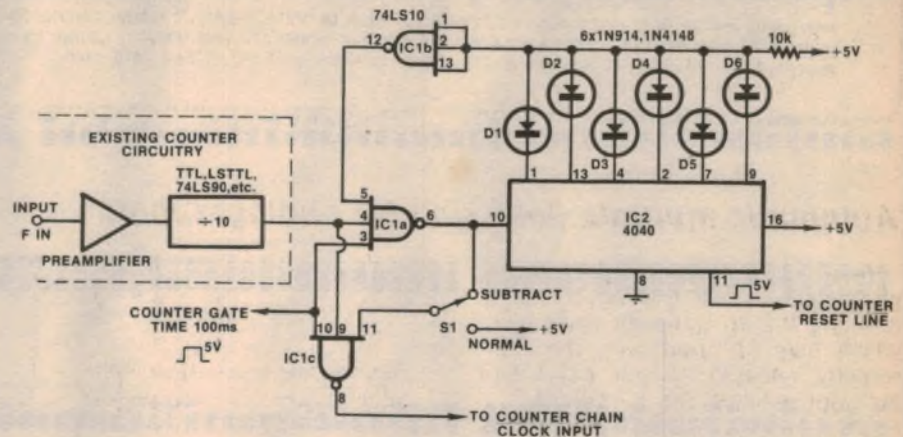 74LS10
12
IC1b
1
2
13
6x1N914,1N4148
10k
+5V
D2
D4
D6
D1
D3
D5
1
13
4
2
7
9
EXISTING COUNTER
CIRCUITRY
TTL,LSTTL,
74LS90,etc.
INPUT
F IN
÷ 10
PREAMPLIFIER
5
4
3
IC1a
6
10
IC2
4040
16
+5V
8
11
5V
TO COUNTER
RESET LINE
SUBTRACT
S1
+5V
NORMAL
COUNTER GATE
TIME 100ms
5V
10
9
11
IC1c
8
TO COUNTER CHAIN
CLOCK INPUT